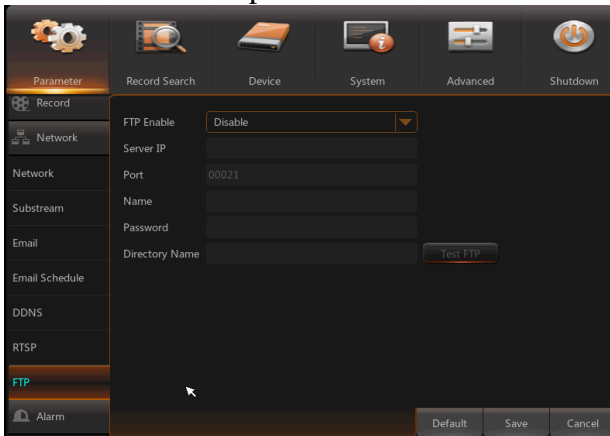 Parameter Record Search Device System Advanced Shutdown
Record
Network
Network
Substream
Email
Email Schedule
DDNS
RTSP
FTP
Alarm
FTP Enable Disable
Server IP
Port 00021
Name
Password
Directory Name Test FTP
Default Save Cancel